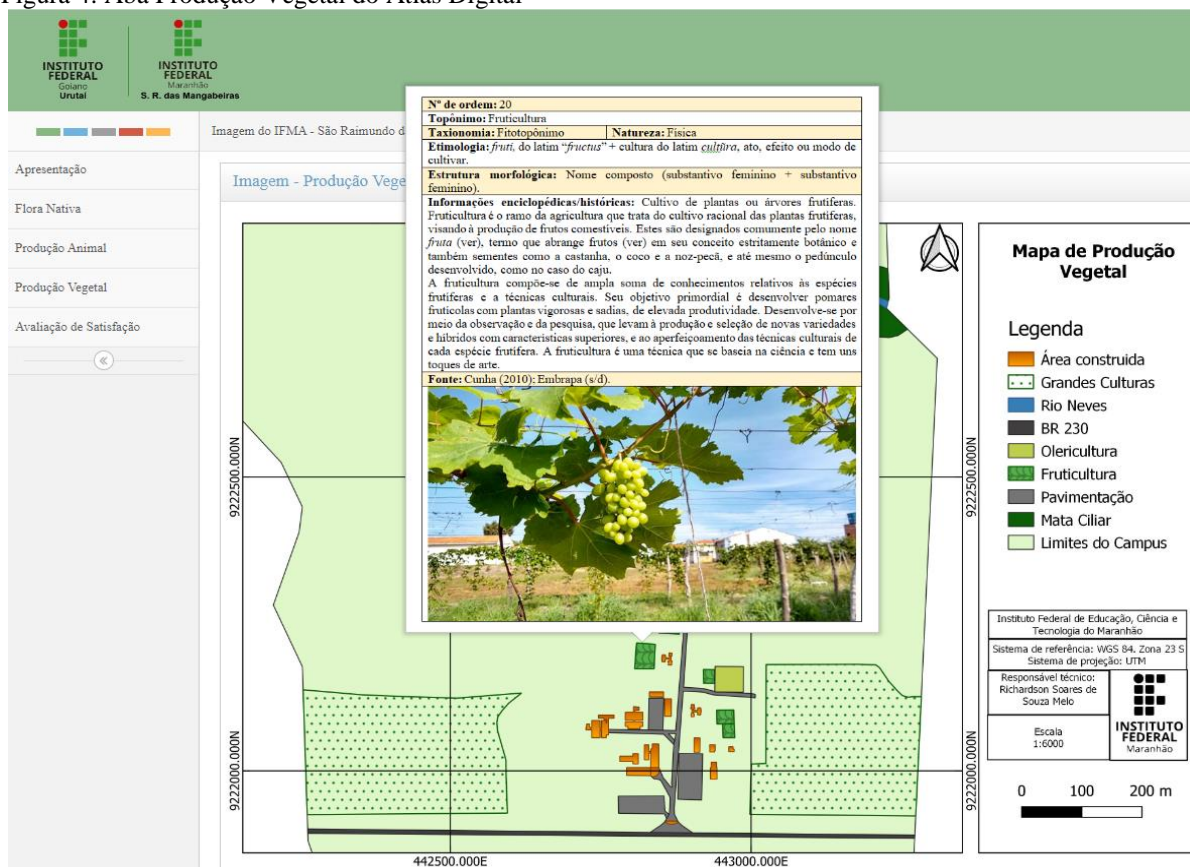 Figura 4: Aba Produção Vegetal do Atlas Digital
INSTITUTO
FEDERAL
Goiano
Urutaí
INSTITUTO
FEDERAL
Maranhão
S. R. das Mangabeiras
Imagem do IFMA - São Raimundo d
Apresentação
Flora Nativa
Produção Animal
Produção Vegetal
Avaliação de Satisfação
Imagem - Produção Vege
Nº de ordem: 20
Topônimo: Fruticultura
Taxionomia: Fitotopônimo Natureza: Física
Etimologia: fruti, do latim “fructus” + cultura do latim cultūra, ato, efeito ou modo de
cultivar.
Estrutura morfológica: Nome composto (substantivo feminino + substantivo
feminino).
Informações enciclopédicas/históricas: Cultivo de plantas ou árvores frutíferas.
Fruticultura é o ramo da agricultura que trata do cultivo racional das plantas frutíferas,
visando à produção de frutos comestíveis. Estes são designados comumente pelo nome
fruta (ver), termo que abrange frutos (ver) em seu conceito estritamente botânico e
também sementes como a castanha, o coco e a noz-pecã, e até mesmo o pedúnculo
desenvolvido, como no caso do caju.
A fruticultura compõe-se de ampla soma de conhecimentos relativos às espécies
frutíferas e a técnicas culturais. Seu objetivo primordial é desenvolver pomares
frutícolas com plantas vigorosas e sadias, de elevada produtividade. Desenvolve-se por
meio da observação e da pesquisa, que levam à produção e seleção de novas variedades
e híbridos com características superiores, e ao aperfeiçoamento das técnicas culturais de
cada espécie frutífera. A fruticultura é uma técnica que se baseia na ciência e tem uns
toques de arte.
Fonte: Cunha (2010); Embrapa (s/d).
9222500.000N
9222000.000N
9222500.000N
9222000.000N
442500.000E
443000.000E
Mapa de Produção
Vegetal
Legenda
Área construida
Grandes Culturas
Rio Neves
BR 230
Olericultura
Fruticultura
Pavimentação
Mata Ciliar
Limites do Campus
Instituto Federal de Educação, Ciência e
Tecnologia do Maranhão
Sistema de referência: WGS 84. Zona 23 S
Sistema de projeção: UTM
Responsável técnico:
Richardson Soares de
Souza Melo
Escala
1:6000
INSTITUTO
FEDERAL
Maranhão
0 100 200 m